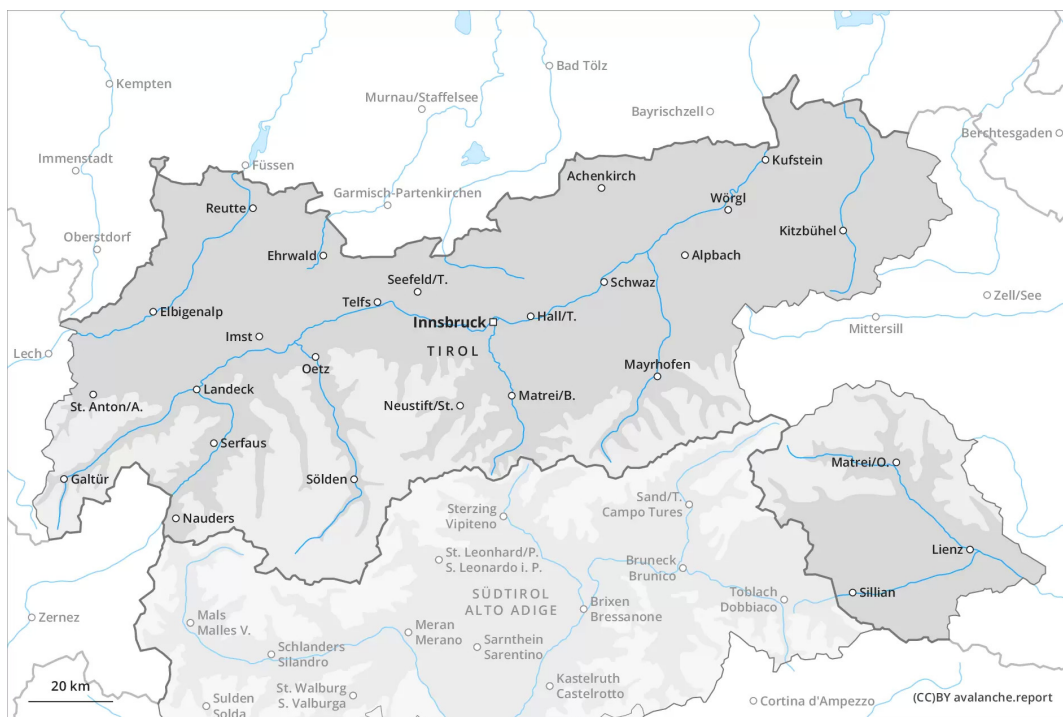 Kempten
Bad Tölz
Murnau/Staffelsee
Bayrischzell
Berchtesgaden
Immenstadt
Füssen
Kufstein
Achenkirch
Garmisch-Partenkirchen
Reutte
Wörgl
Oberstdorf
Kitzbühel
Ehrwald
Alpbach
Seefeld/T.
Schwaz
Zell/See
Telfs
Elbigenalp
Innsbruck
Hall/T.
Mittersill
Imst
TIROL
Lech
Oetz
Mayrhofen
Landeck
St. Anton/A.
Neustift/St.
Matrei/B.
Serfaus
Matrei/O.
Galtür
Sölden
Sand/T.
Campo Tures
Sterzing
Vipiteno
Nauders
Lienz
St. Leonhard/P.
S. Leonardo i. P.
Bruneck
Brunico
SÜDTIROL
ALTO ADIGE
Toblach
Dobbiaco
Sillian
Zernez
Mals
Malles V.
Brixen
Bressanone
Meran
Merano
Sarnthein
Sarentino
Schlanders
Silandro
Kastelruth
Castelrotto
20 km
St. Walburg
S. Valburga
Sulden
Solda
Cortina d'Ampezzo
(CC)BY avalanche.report